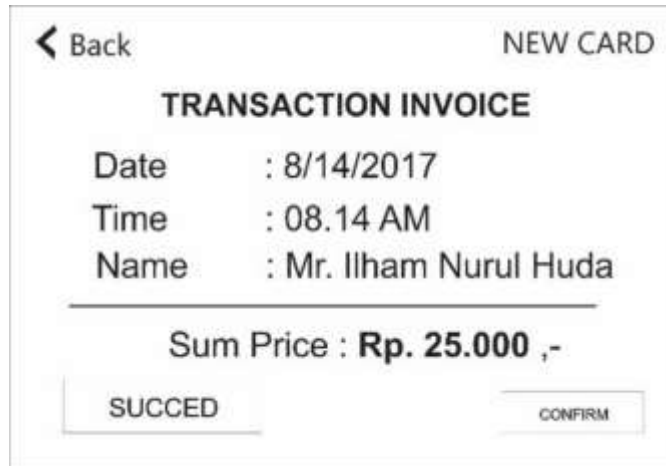 Back NEW CARD
TRANSACTION INVOICE
Date : 8/14/2017
Time : 08.14 AM
Name : Mr. Ilham Nurul Huda
Sum Price : Rp. 25.000 ,-
SUCCED CONFIRM